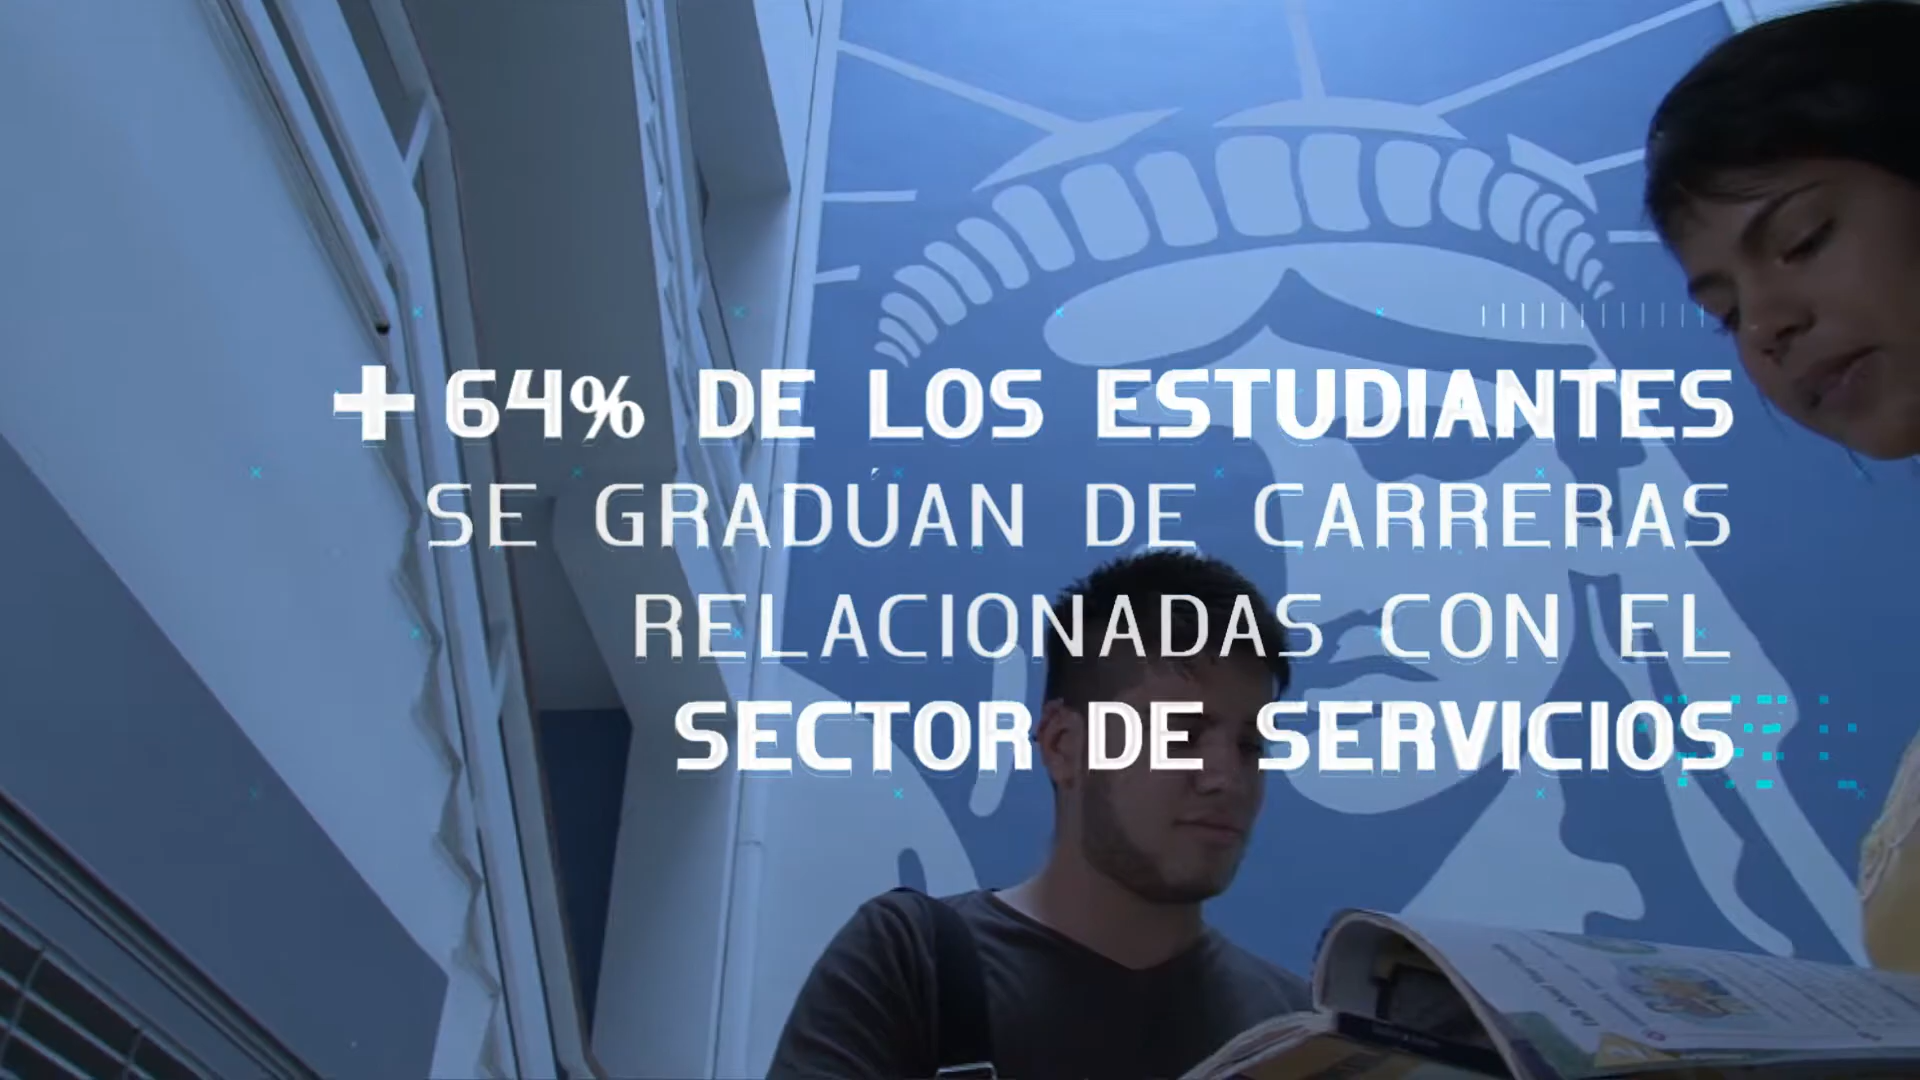 +64% DE LOS ESTUDIANTES
SE GRADÚAN DE CARRERAS
RELACIONADAS CON EL
SECTOR DE SERVICIOS